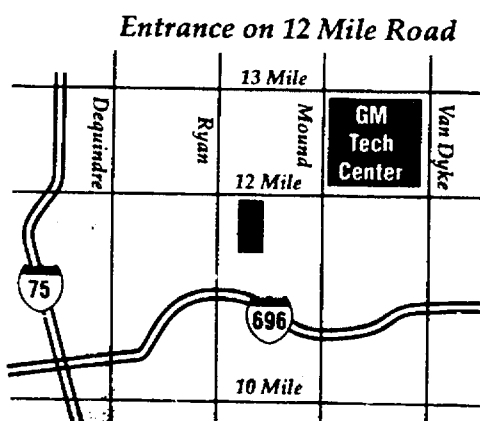 Entrance on 12 Mile Road
13 Mile
Dequindre
Ryan
Mound
GM
Tech
Center
Van Dyke
12 Mile
75
696
10 Mile